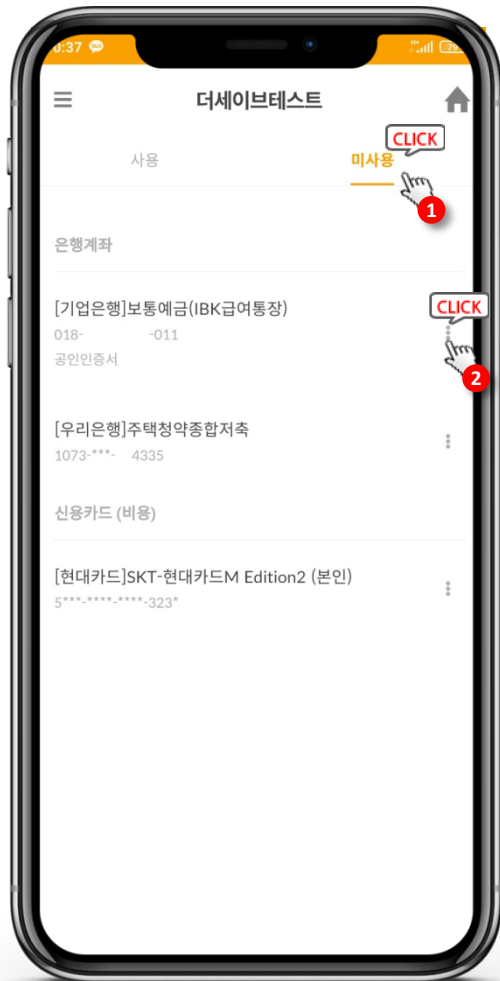 0:37
더세이브테스트
CLICK
사용
미사용
1
은행계좌
[기업은행]보통예금(IBK급여통장)
CLICK
018- -011
공인인증서
2
[우리은행]주택청약종합저축
1073-***- 4335
신용카드 (비용)
[현대카드]SKT-현대카드M Edition2 (본인)
5***-****-****-323*